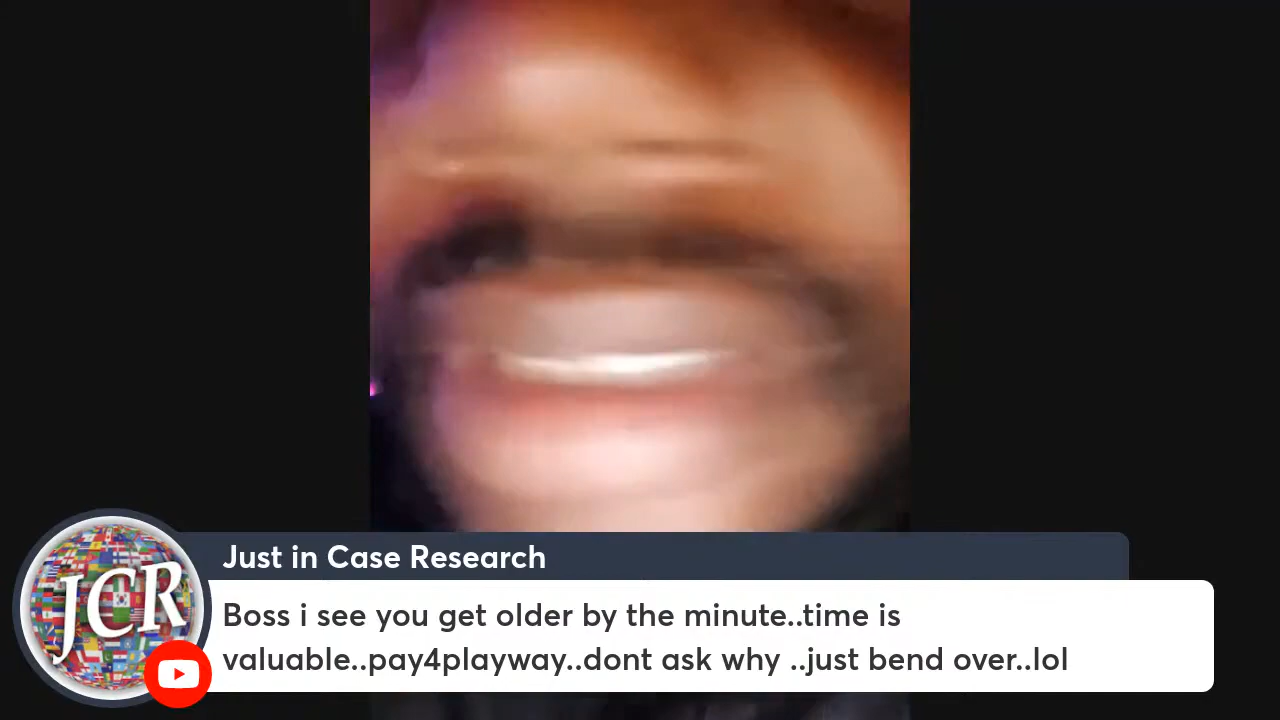 Just in Case Research
Boss i see you get older by the minute..time is
valuable..pay4playway..dont ask why ..just bend over..lol
JCR